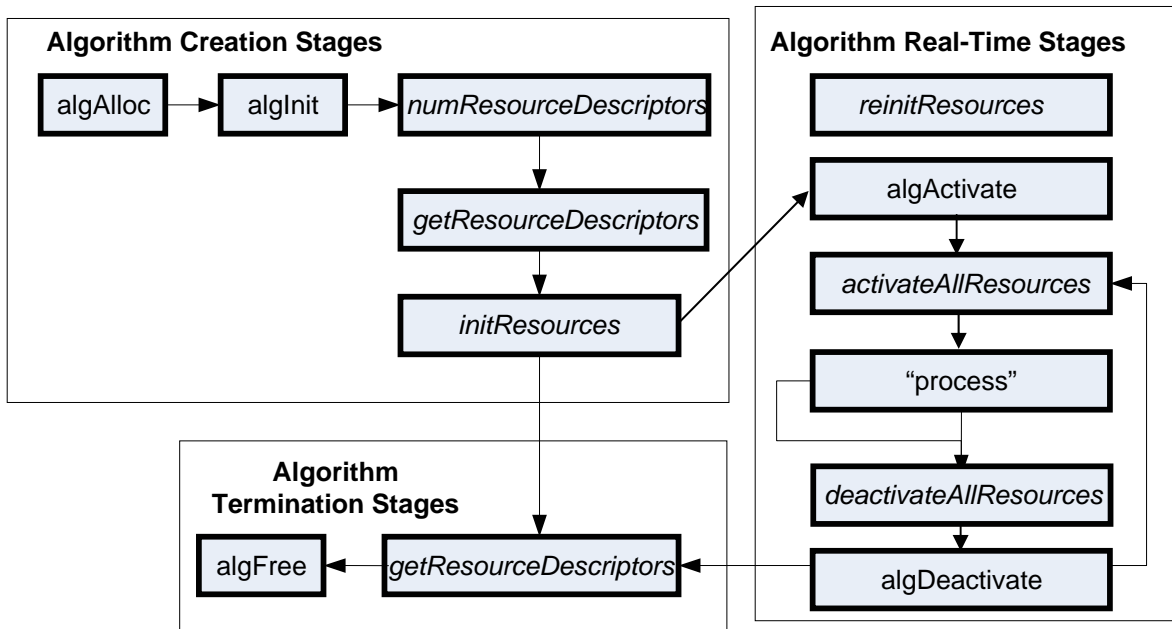 Algorithm Creation Stages
algAlloc
algInit
numResourceDescriptors
getResourceDescriptors
initResources
Algorithm Real-Time Stages
reinitResources
algActivate
activateAllResources
“process”
deactivateAllResources
algDeactivate
Algorithm
Termination Stages
algFree
getResourceDescriptors